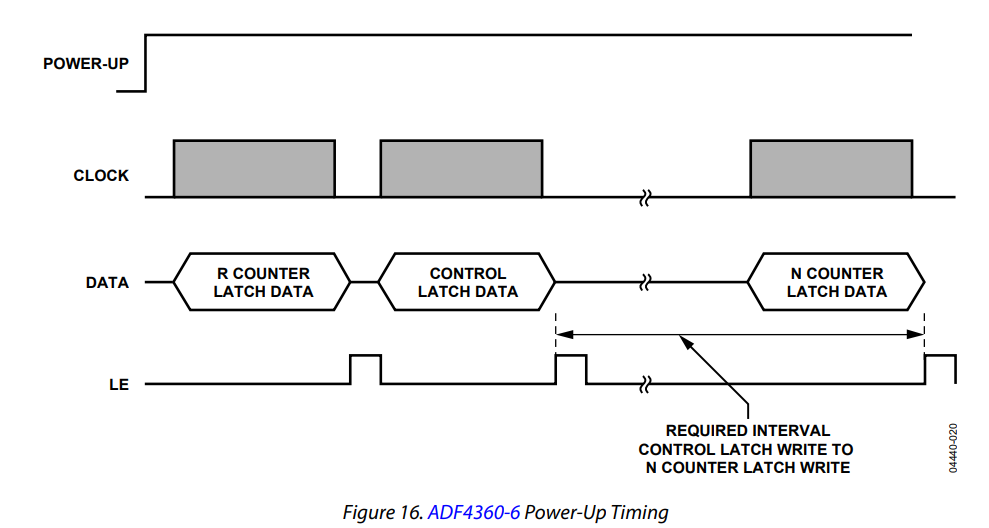 POWER-UP
CLOCK
DATA
R COUNTER
LATCH DATA
CONTROL
LATCH DATA
N COUNTER
LATCH DATA
LE
REQUIRED INTERVAL
CONTROL LATCH WRITE TO
N COUNTER LATCH WRITE
04440-020
Figure 16. ADF4360-6 Power-Up Timing